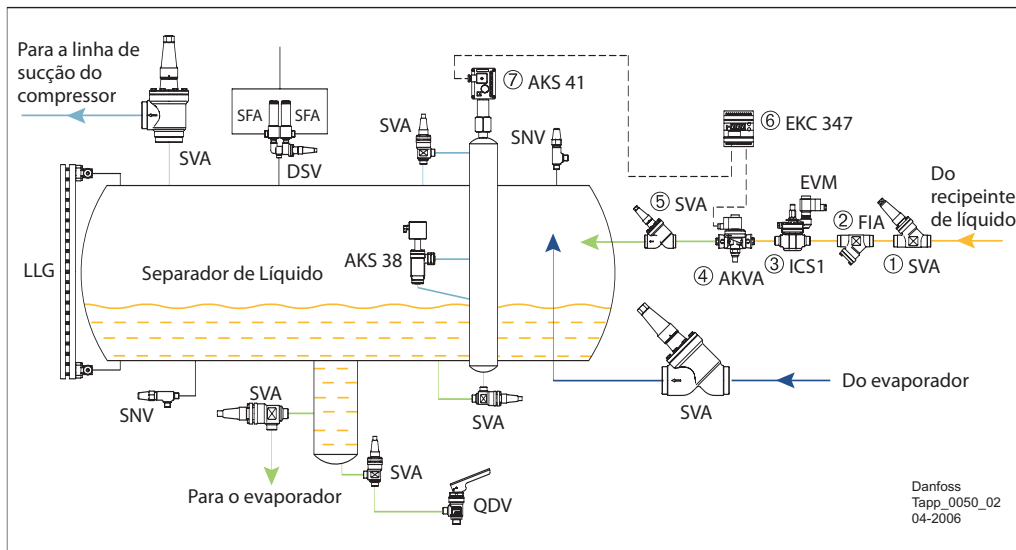 Para a linha de
sucção do
compressor
SVA
SFA
SFA
DSV
SVA
⑦ AKS 41
SNV
⑥ EKC 347
EVM
Do
recipeinte
de líquido
⑤ SVA
② FIA
④ AKVA
③ ICS1
① SVA
LLG
Separador de Líquido
AKS 38
Do evaporador
SVA
SNV
SVA
SVA
SVA
Para o evaporador
QDV
Danfoss
Tapp_0050_02
04-2006